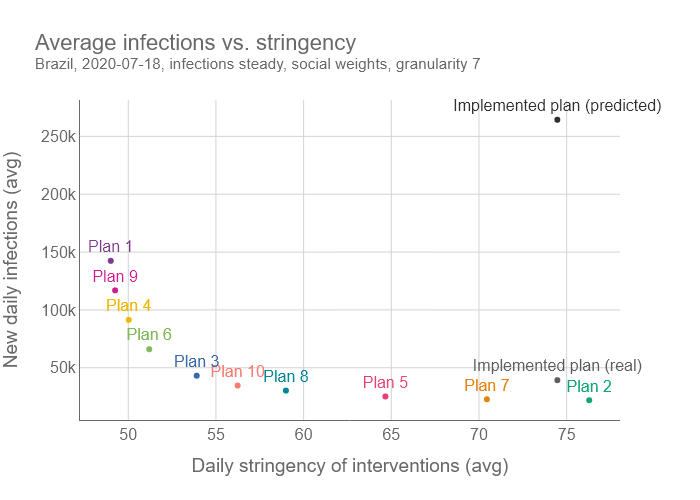 Average infections vs. stringency
Brazil, 2020-07-18, infections steady, social weights, granularity 7
Implemented plan (predicted)
250k
200k
150k
100k
50k
New daily infections (avg)
Plan 1
Plan 9
Plan 4
Plan 6
Plan 3
Plan 10
Plan 8
Plan 5
Implemented plan (real)
Plan 7
Plan 2
50
55
60
65
70
75
Daily stringency of interventions (avg)